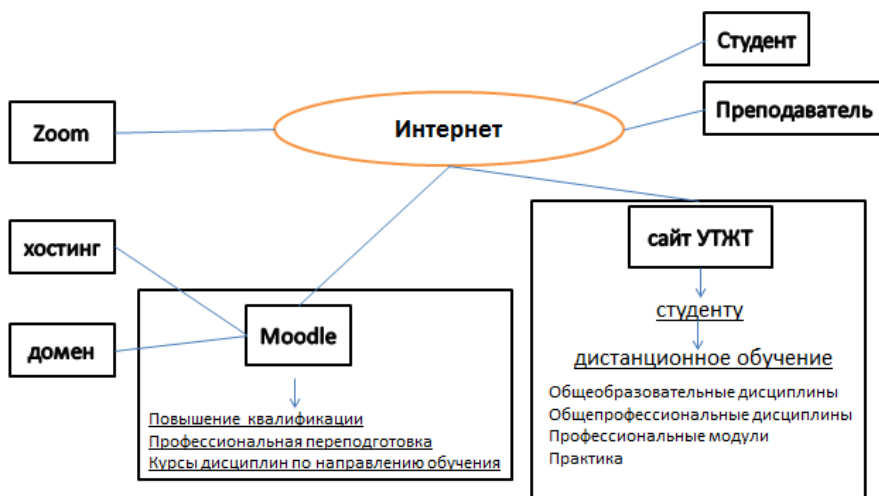 Студент
Преподаватель
Zoom
Интернет
хостинг
домен
Moodle
Повышение квалификации
Профессиональная переподготовка
Курсы дисциплин по направлению обучения
сайт УТЖТ
студенту
дистанционное обучение
Общеобразовательные дисциплины
Общепрофессиональные дисциплины
Профессиональные модули
Практика